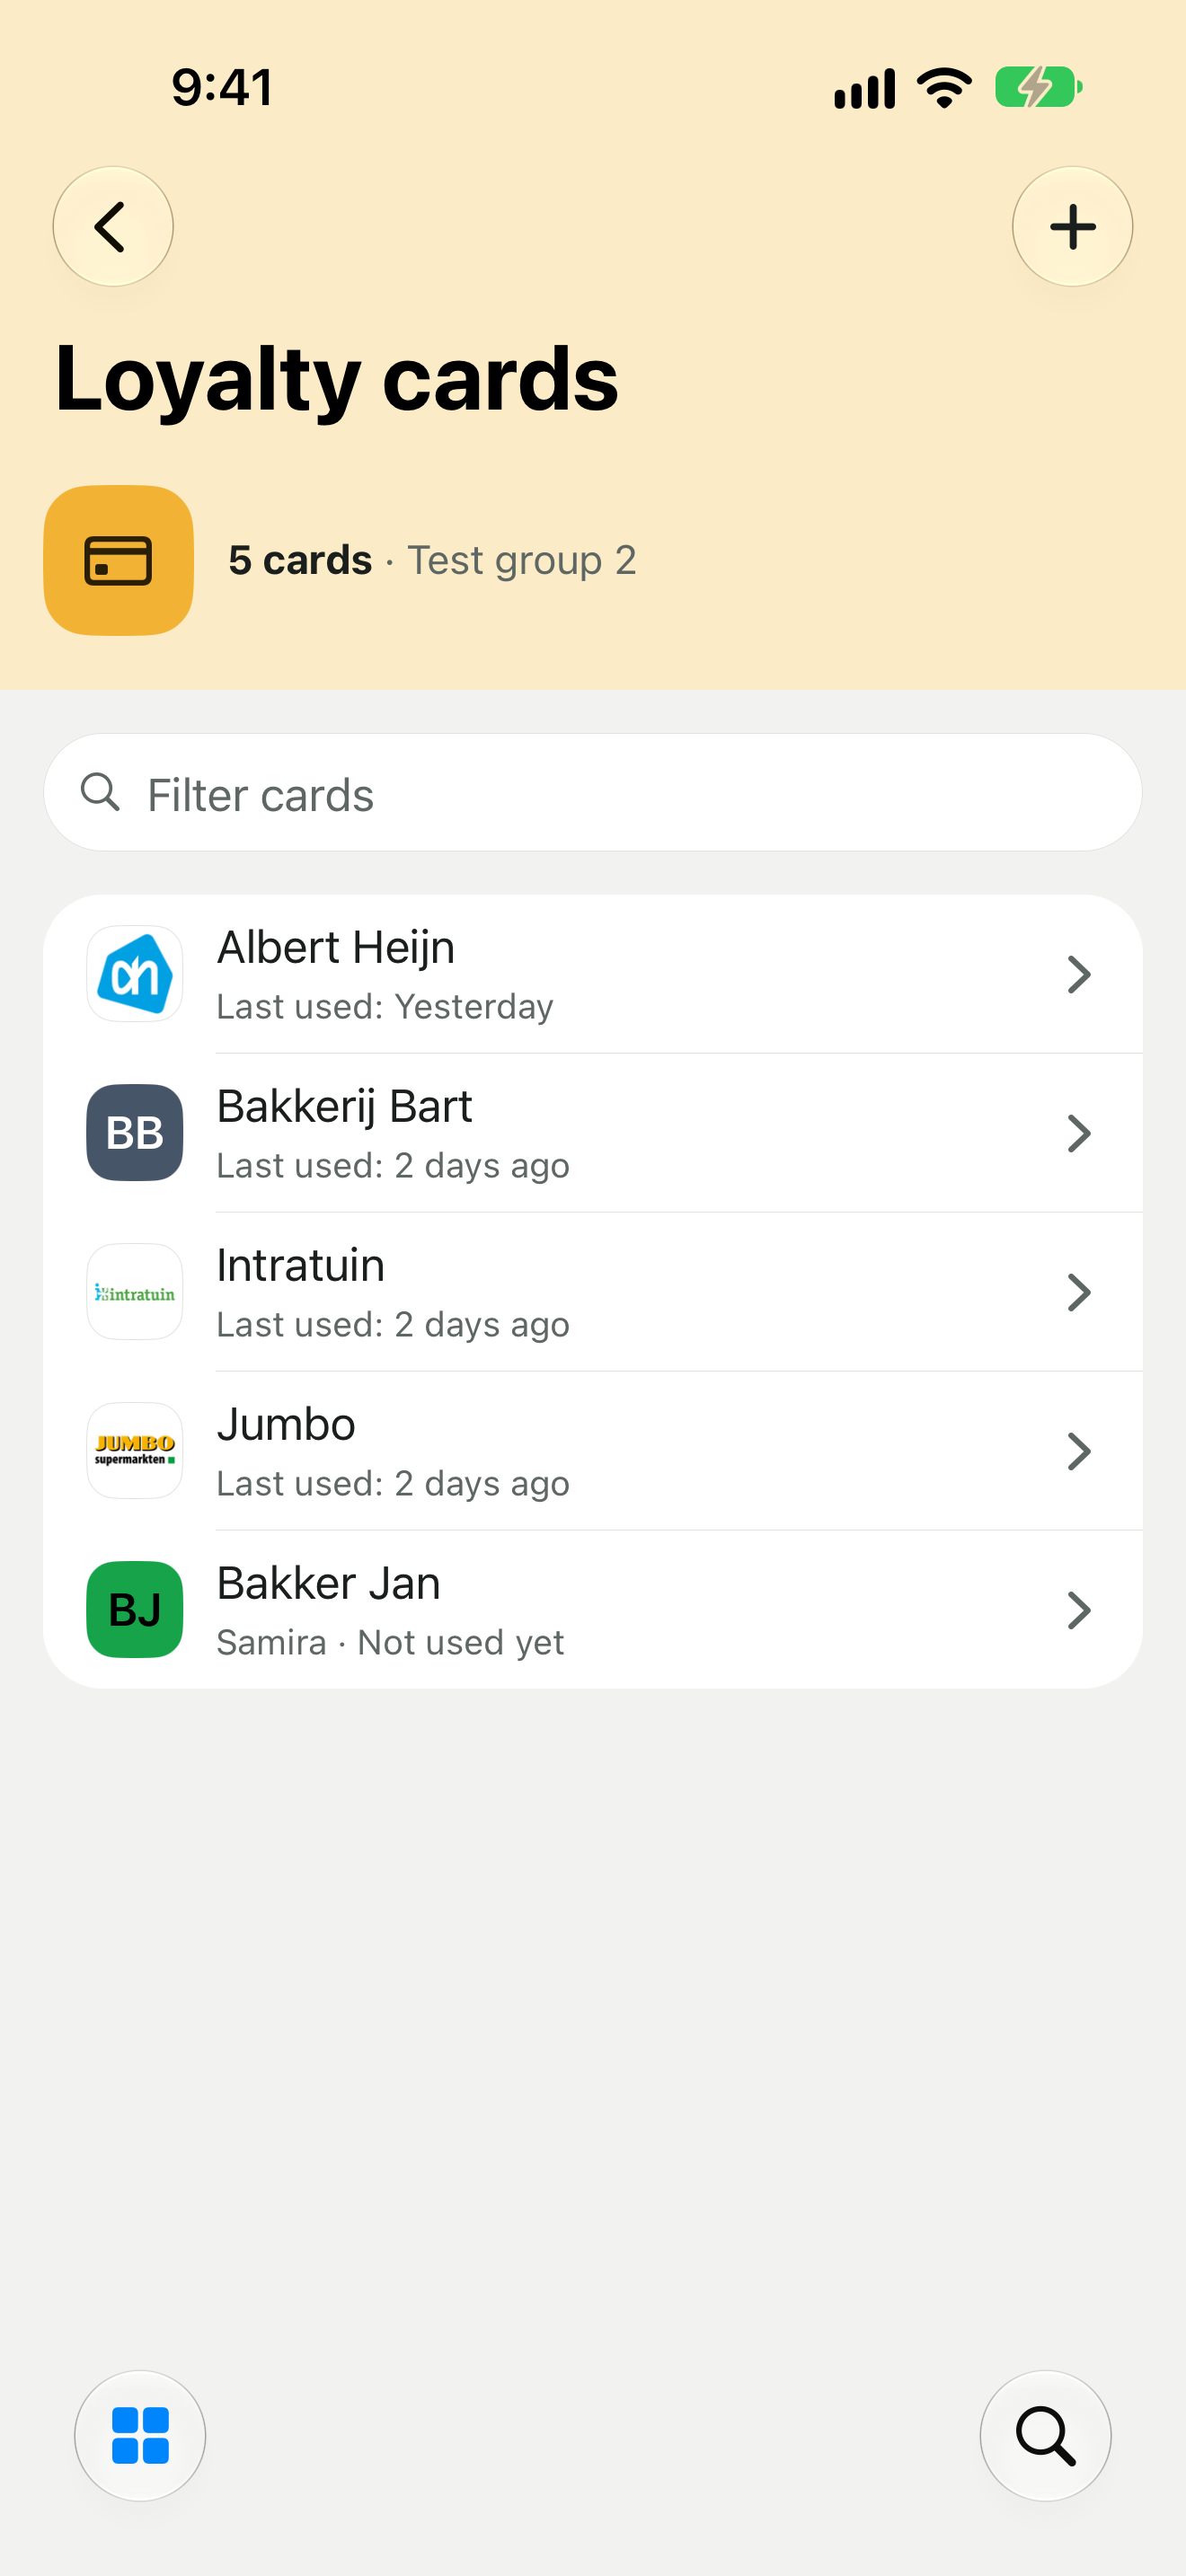 9:41
Loyalty cards
5 cards · Test group 2
Filter cards
Albert Heijn
Last used: Yesterday
BB
Bakkerij Bart
Last used: 2 days ago
intratuin
Intratuin
Last used: 2 days ago
JUMBO
supermarkten
Jumbo
Last used: 2 days ago
BJ
Bakker Jan
Samira · Not used yet